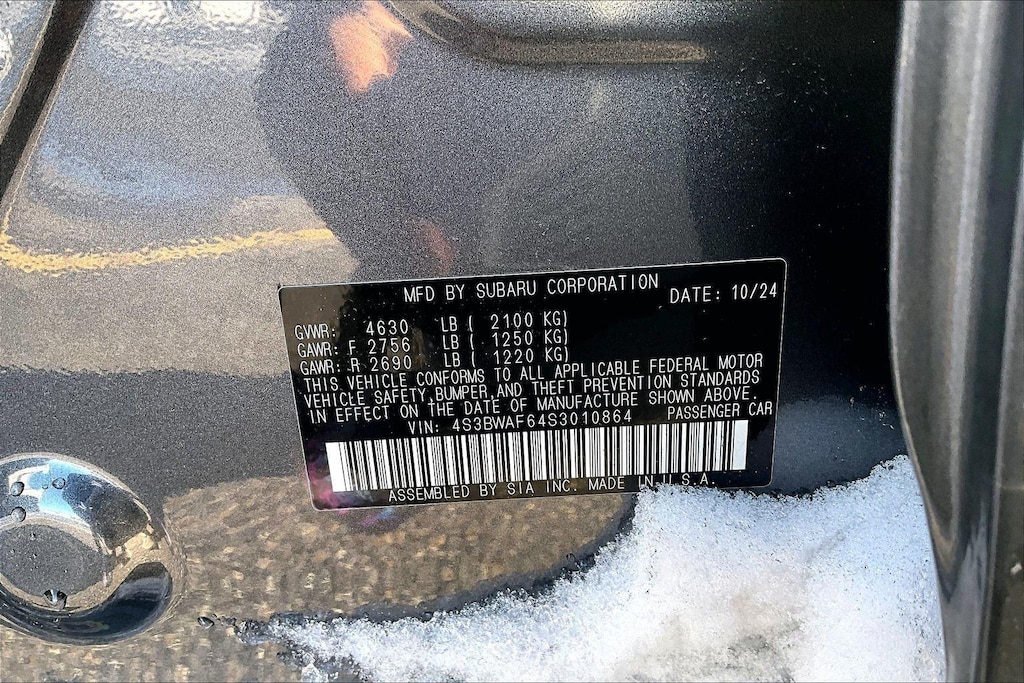 MFD BY SUBARU CORPORATION DATE: 10/24
GVWR: 4630 LB ( 2100 KG)
GAWR: F 2756 LB ( 1250 KG)
GAWR: R 2690 LB ( 1220 KG)
THIS VEHICLE CONFORMS TO ALL APPLICABLE FEDERAL MOTOR
VEHICLE SAFETY, BUMPER, AND THEFT PREVENTION STANDARDS
IN EFFECT ON THE DATE OF MANUFACTURE SHOWN ABOVE.
VIN: 4S3BWAF64S3010864 PASSENGER CAR
ASSEMBLED BY SIA INC. MADE IN U.S.A.